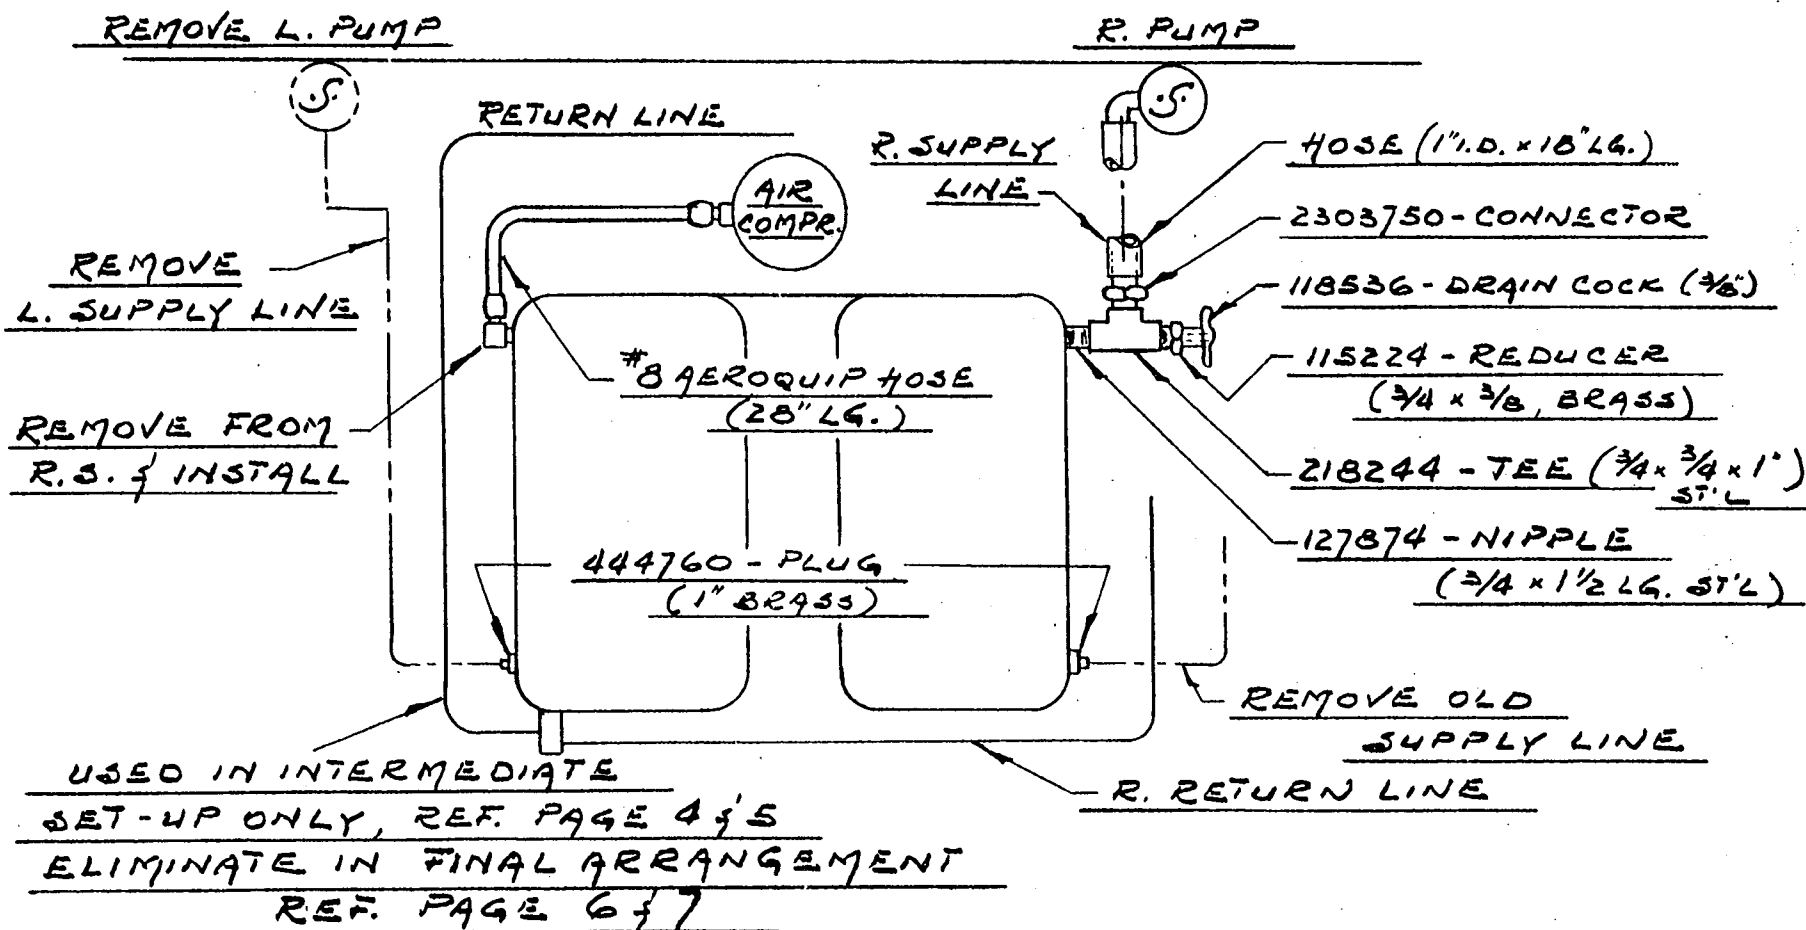 REMOVE L. PUMP
R. PUMP
.S.
.S.
RETURN LINE
R. SUPPLY
LINE
HOSE (1" I.D. x 18" LG.)
AIR
COMPR.
2303750 - CONNECTOR
REMOVE
L. SUPPLY LINE
118536 - DRAIN COCK (3/8")
#8 AEROQUIP HOSE
(28" LG.)
115224 - REDUCER
(3/4 x 3/8, BRASS)
REMOVE FROM
R.S. & INSTALL
218244 - TEE (3/4 x 3/4 x 1")
ST'L
127874 - NIPPLE
(3/4 x 1 1/2 LG. ST'L)
444760 - PLUG
(1" BRASS)
REMOVE OLD
SUPPLY LINE
R. RETURN LINE
USED IN INTERMEDIATE
SET-UP ONLY, REF. PAGE 4 & 5
ELIMINATE IN FINAL ARRANGEMENT
REF. PAGE 6 & 7